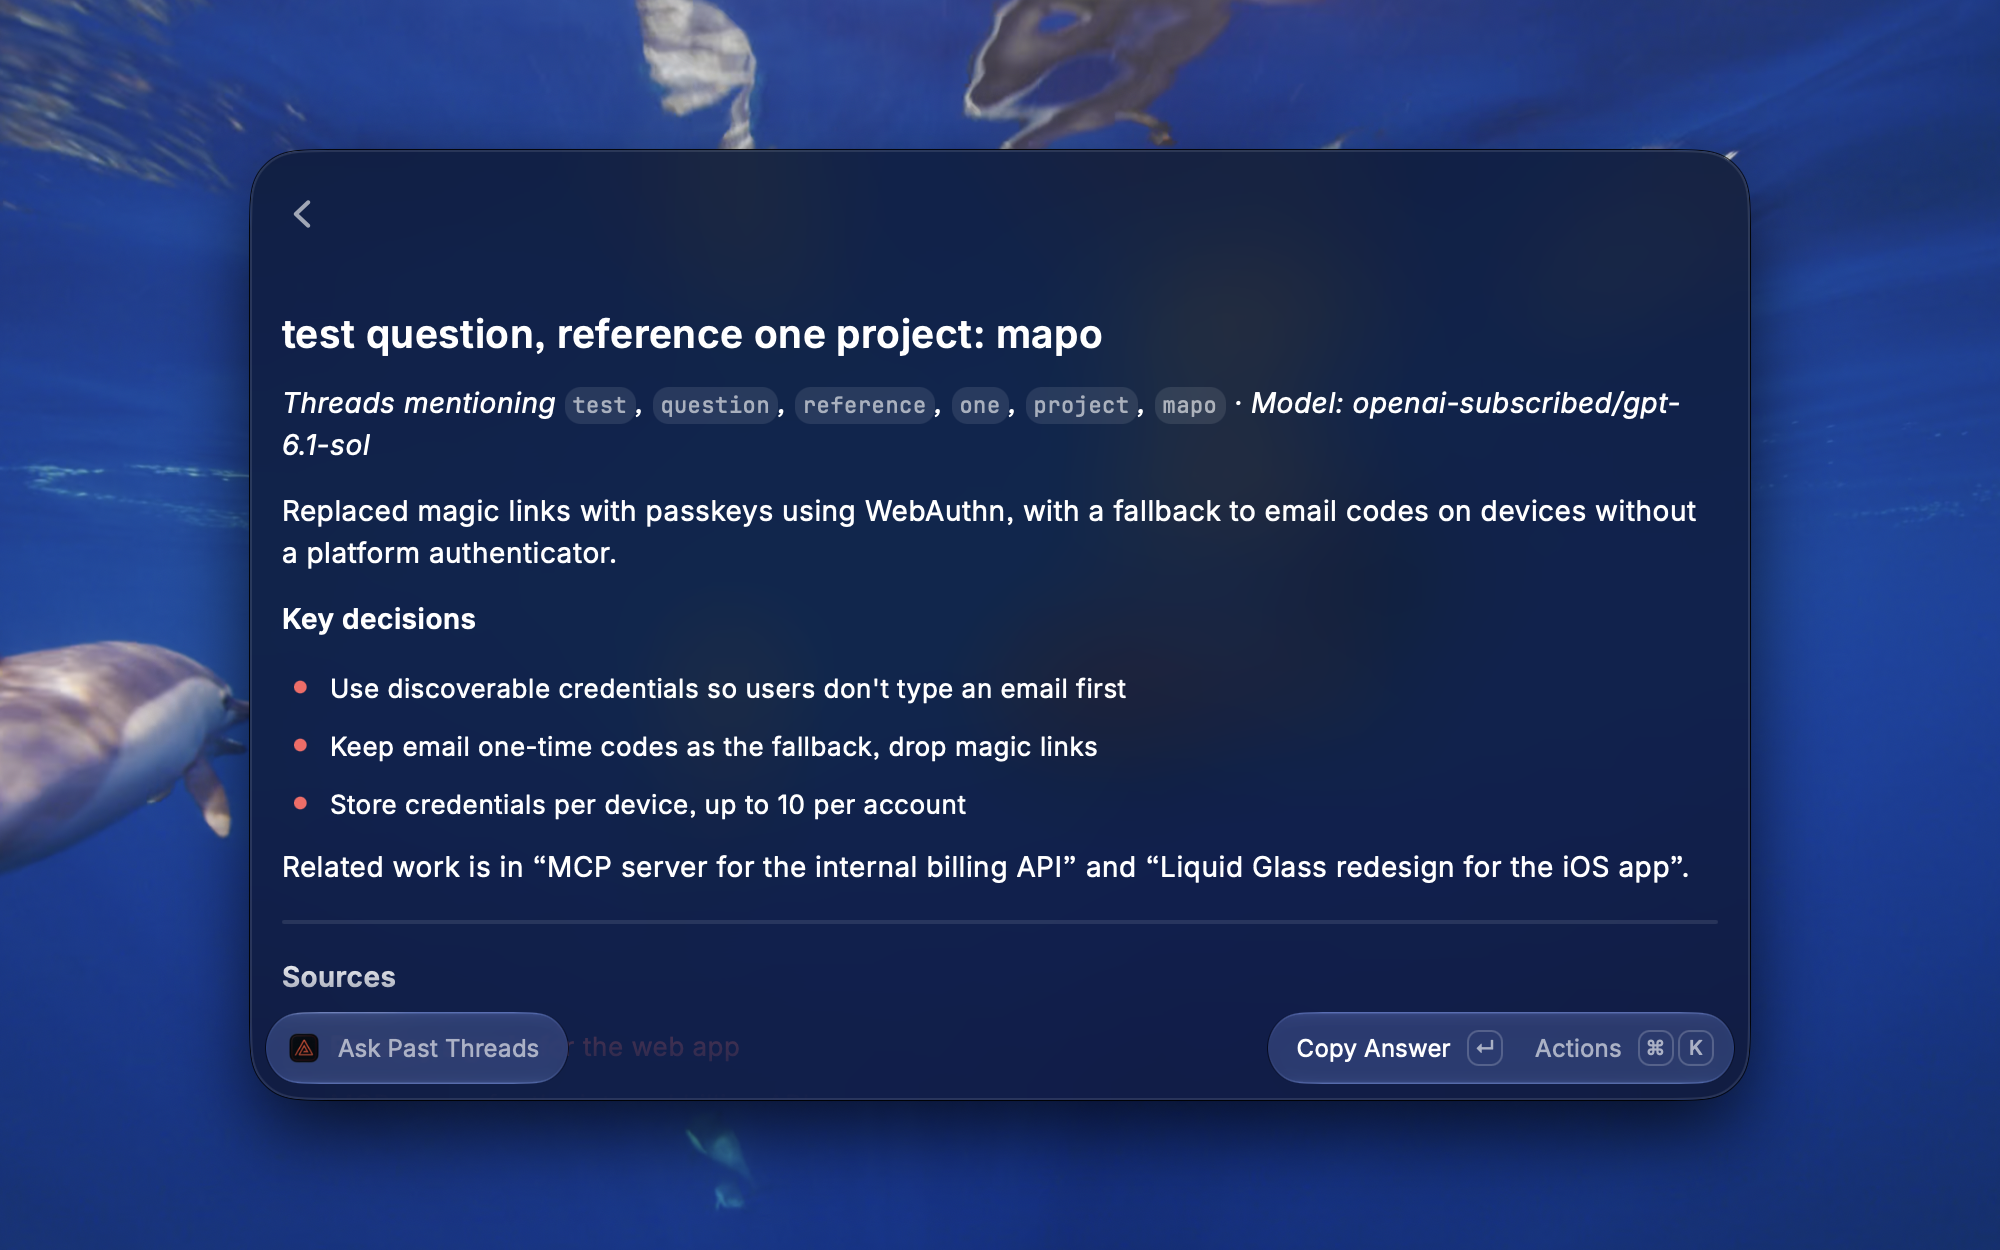 test question, reference one project: mapo
Threads mentioning test, question, reference, one, project, mapo · Model: openai-subscribed/gpt-
6.1-sol
Replaced magic links with passkeys using WebAuthn, with a fallback to email codes on devices without
a platform authenticator.
Key decisions
Use discoverable credentials so users don't type an email first
Keep email one-time codes as the fallback, drop magic links
Store credentials per device, up to 10 per account
Related work is in “MCP server for the internal billing API” and “Liquid Glass redesign for the iOS app”.
Sources
Ask Past Threads r the web app Copy Answer ↵ Actions ⌘ K